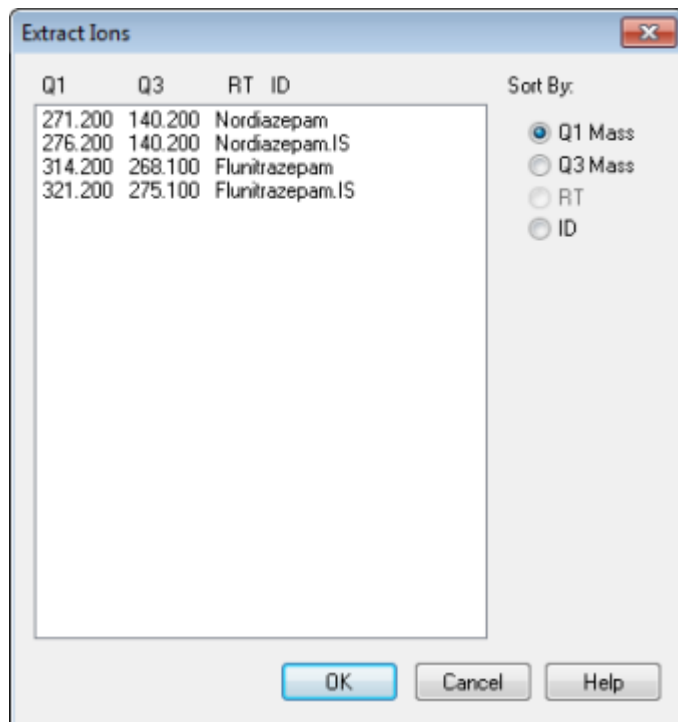 Extract Ions
Q1 Q3 RT ID
271.200 140.200 Nordiazepam
276.200 140.200 Nordiazepam.IS
314.200 268.100 Flunitrazepam
321.200 275.100 Flunitrazepam.IS
Sort By:
Q1 Mass
Q3 Mass
RT
ID
OK Cancel Help